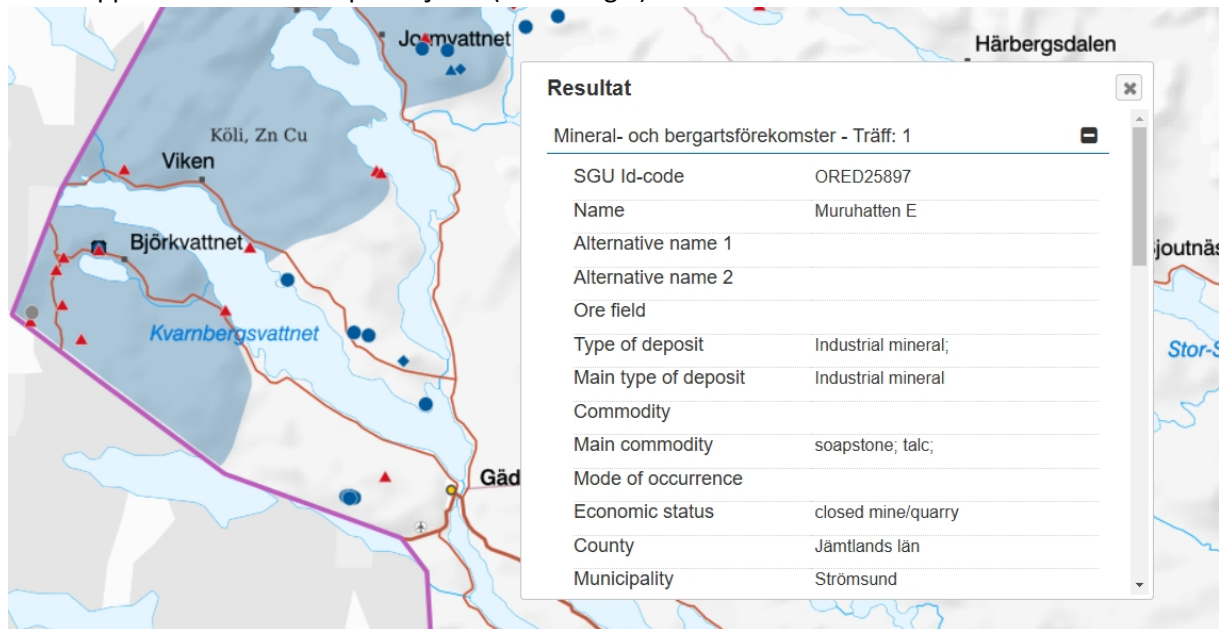 Jormvattnet
Härbergsdalen
Köli, Zn Cu
Viken
Björkvattnet
Kvarnbergsvattnet
Gäd
joutnäs
Stor-S
Resultat
Mineral- och bergartsförekomster - Träff: 1
SGU Id-code ORED25897
Name Muruhatten E
Alternative name 1
Alternative name 2
Ore field
Type of deposit Industrial mineral;
Main type of deposit Industrial mineral
Commodity
Main commodity soapstone; talc;
Mode of occurrence
Economic status closed mine/quarry
County Jämtlands län
Municipality Strömsund